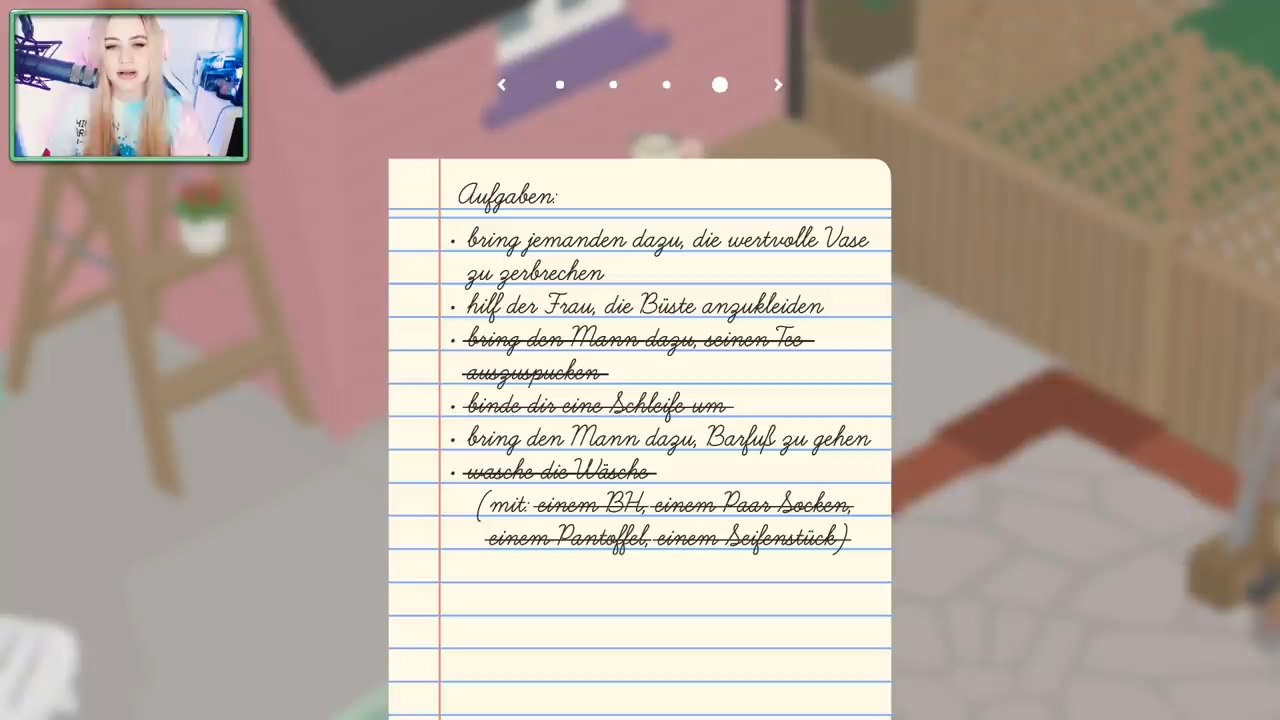 Aufgaben:
• bring jemanden dazu, die wertvolle Vase
zu zerbrechen
• hilf der Frau, die Büste anzukleiden
• bring den Mann dazu, seinen Tee
auszuspucken
• binde dir eine Schleife um
• bring den Mann dazu, Barfuß zu gehen
• wasche die Wäsche
(mit: einem BH, einem Paar Socken,
einem Pantoffel, einem Seifenstück)